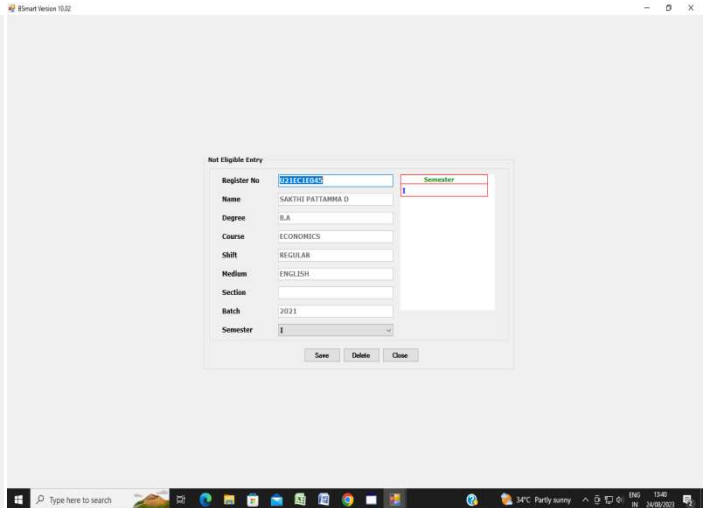 BSmart Version 10.02
Not Eligible Entry
Register No U21EC1E045 Semester
I
Name SAKTHI PATTAMMA D
Degree B.A
Course ECONOMICS
Shift REGULAR
Medium ENGLISH
Section
Batch 2021
Semester I
Save Delete Close
Type here to search 34°C Partly sunny ENG 13:40
IN 24/08/2023